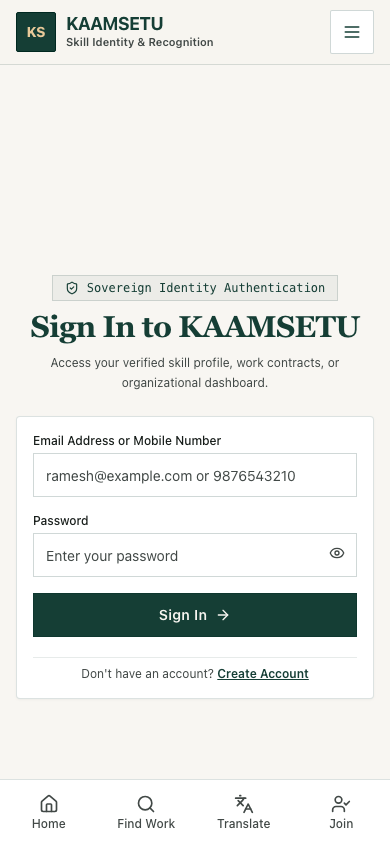 KS
KAAMSETU
Skill Identity & Recognition
Sovereign Identity Authentication
Sign In to KAAMSETU
Access your verified skill profile, work contracts, or
organizational dashboard.
Email Address or Mobile Number
ramesh@example.com or 9876543210
Password
Enter your password
Sign In →
Don't have an account? Create Account
Home
Find Work
Translate
Join